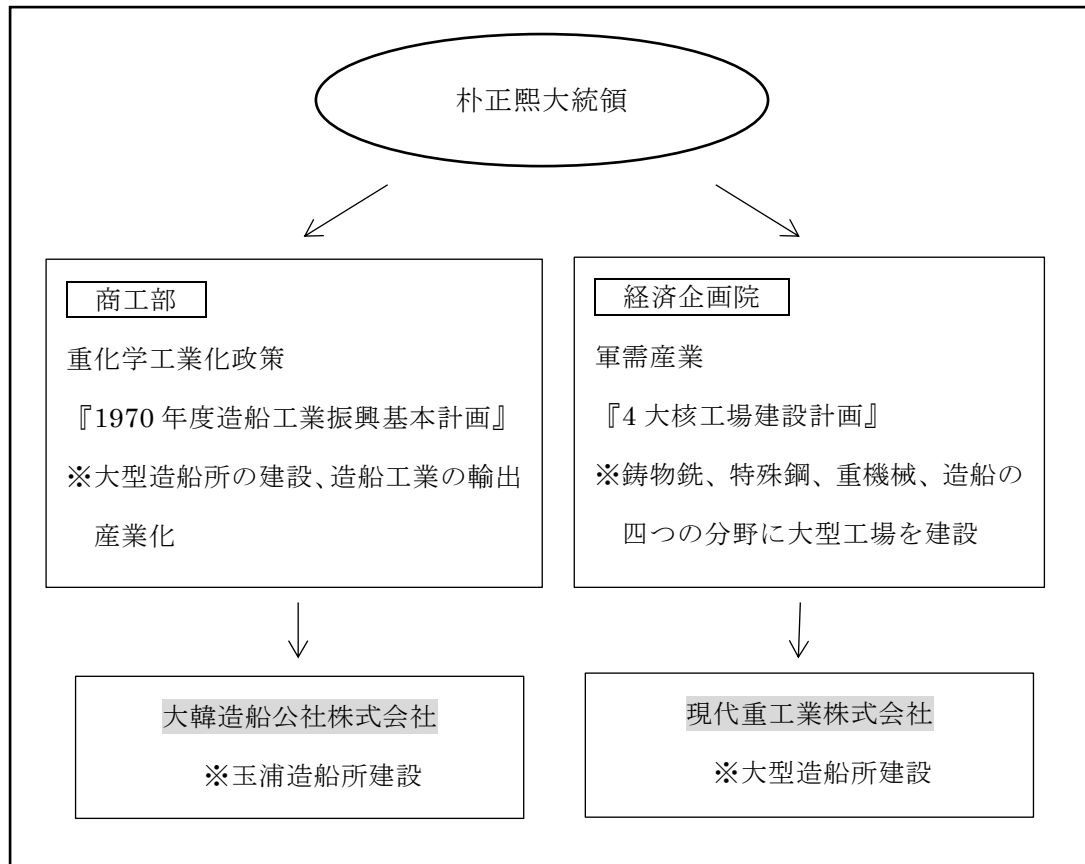 朴正熙大統領
商工部
重化学工業化政策
『1970 年度造船工業振興基本計画』
※大型造船所の建設、造船工業の輸出
産業化
経済企画院
軍需産業
『4 大核工場建設計画』
※鋳物銑、特殊鋼、重機械、造船の
四つの分野に大型工場を建設
大韓造船公社株式会社
※玉浦造船所建設
現代重工業株式会社
※大型造船所建設